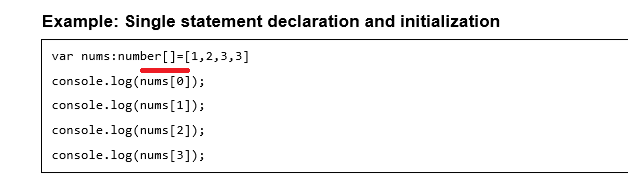 Example: Single statement declaration and initialization
var nums:number[]=[1,2,3,3]
console.log(nums[0]);
console.log(nums[1]);
console.log(nums[2]);
console.log(nums[3]);